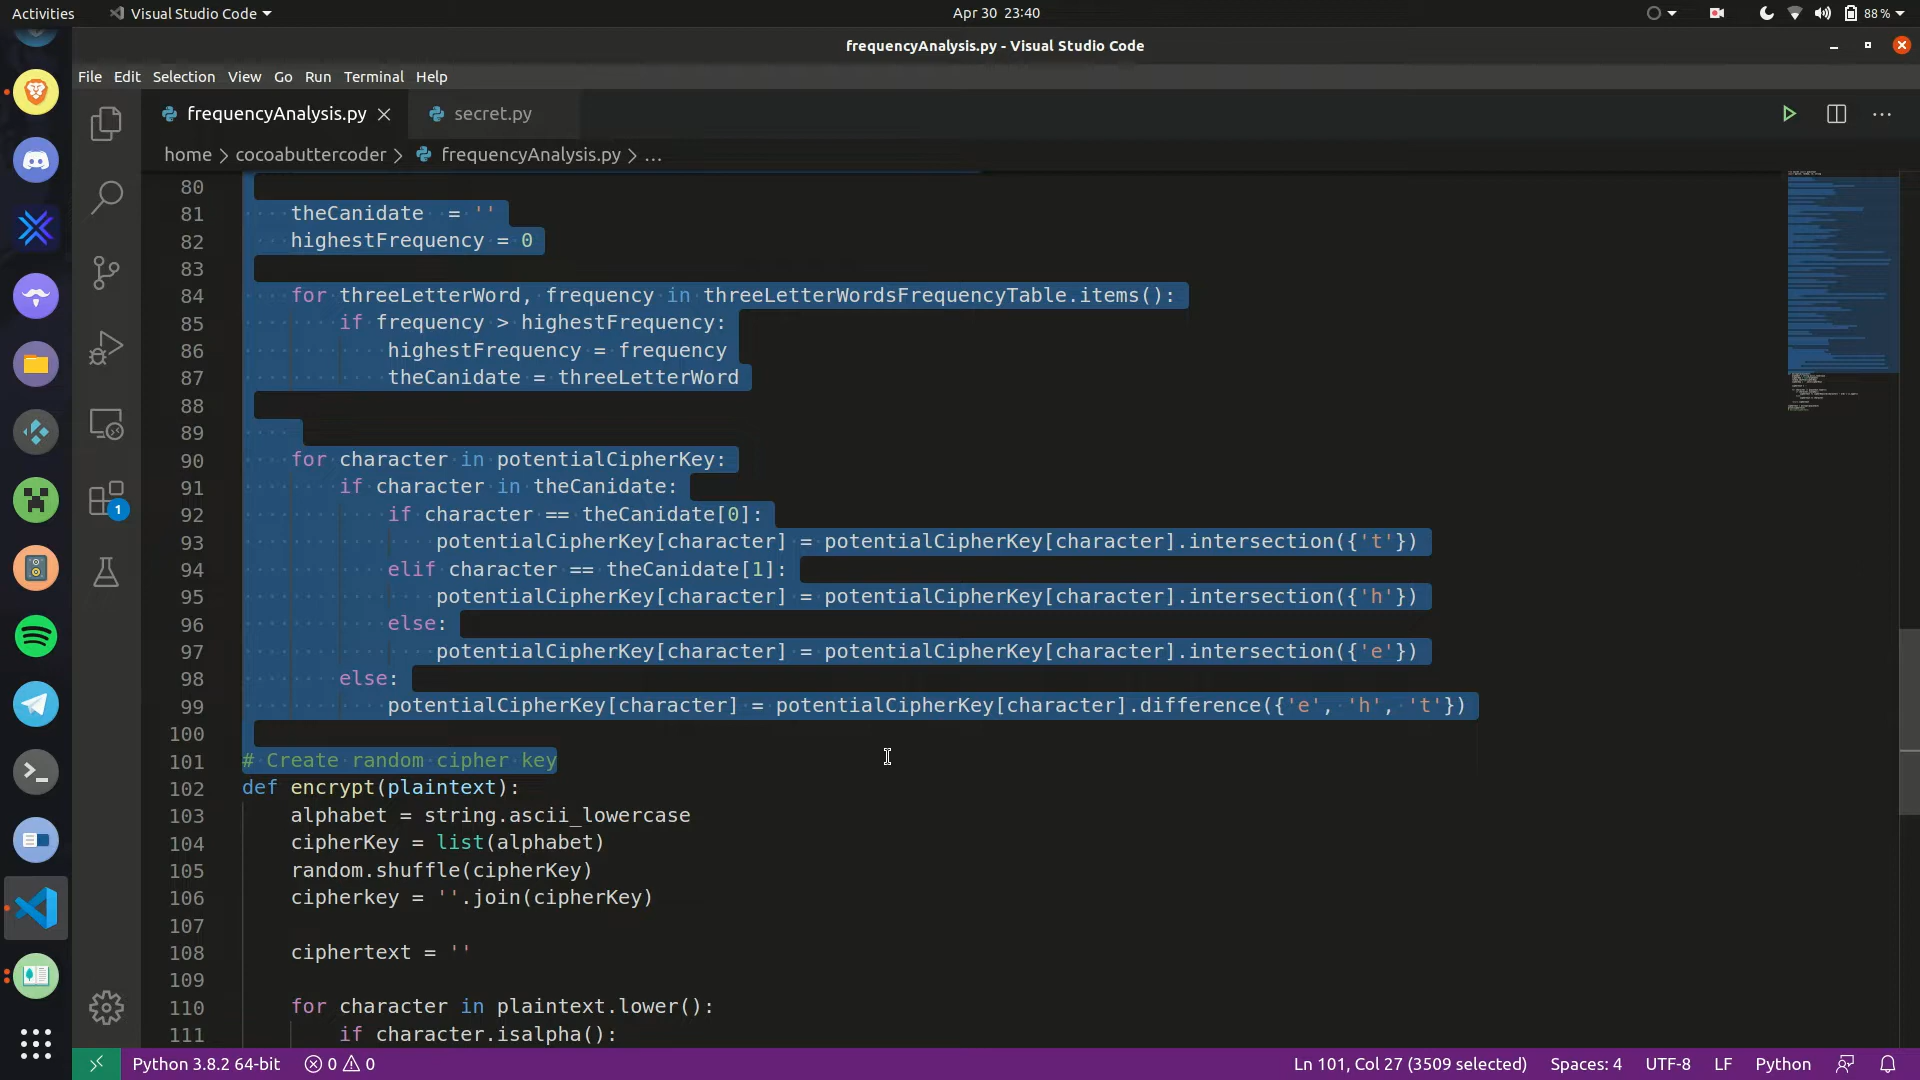 Activities
Visual Studio Code
Apr 30 23:40
88 %
frequencyAnalysis.py - Visual Studio Code
File Edit Selection View Go Run Terminal Help
frequencyAnalysis.py
secret.py
home > cocoabuttercoder > frequencyAnalysis.py > ...
80
81 theCanidate  = ''
82 highestFrequency = 0
83
84 for threeLetterWord, frequency in threeLetterWordsFrequencyTable.items():
85 if frequency > highestFrequency:
86 highestFrequency = frequency
87 theCanidate = threeLetterWord
88
89
90 for character in potentialCipherKey:
91 if character in theCanidate:
92 if character == theCanidate[0]:
93 potentialCipherKey[character] = potentialCipherKey[character].intersection({'t'})
94 elif character == theCanidate[1]:
95 potentialCipherKey[character] = potentialCipherKey[character].intersection({'h'})
96 else:
97 potentialCipherKey[character] = potentialCipherKey[character].intersection({'e'})
98 else:
99 potentialCipherKey[character] = potentialCipherKey[character].difference({'e', 'h', 't'})
100
101 # Create random cipher key
102 def encrypt(plaintext):
103 alphabet = string.ascii_lowercase
104 cipherKey = list(alphabet)
105 random.shuffle(cipherKey)
106 cipherkey = ''.join(cipherKey)
107
108 ciphertext = ''
109
110 for character in plaintext.lower():
111 if character.isalpha():
1
Python 3.8.2 64-bit
0
0
Ln 101, Col 27 (3509 selected)
Spaces: 4
UTF-8
LF
Python